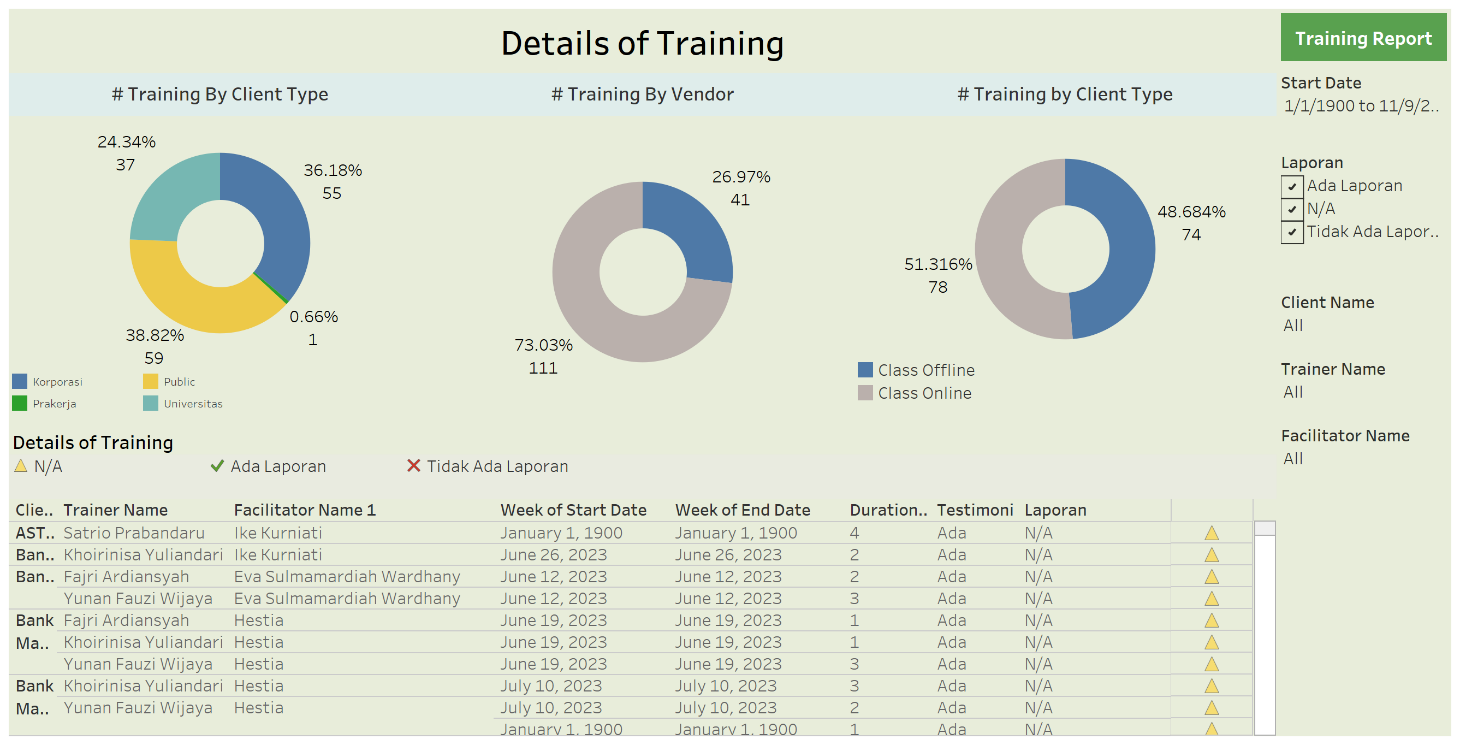 Details of Training
Training Report
# Training By Client Type
# Training By Vendor
# Training by Client Type
24.34%
37
36.18%
55
38.82%
59
0.66%
1
Korporasi
Public
Prakerja
Universitas
26.97%
41
73.03%
111
48.684%
74
51.316%
78
Class Offline
Class Online
Start Date
1/1/1900 to 11/9/2..
Laporan
Ada Laporan
N/A
Tidak Ada Lapor..
Client Name
All
Trainer Name
All
Facilitator Name
All
Details of Training
N/A Ada Laporan Tidak Ada Laporan
Clie.. Trainer Name Facilitator Name 1 Week of Start Date Week of End Date Duration.. Testimoni Laporan
AST.. Satrio Prabandaru Ike Kurniati January 1, 1900 January 1, 1900 4 Ada N/A
Ban.. Khoirinisa Yuliandari Ike Kurniati June 26, 2023 June 26, 2023 2 Ada N/A
Ban.. Fajri Ardiansyah Eva Sulmamardiah Wardhany June 12, 2023 June 12, 2023 2 Ada N/A
Yunan Fauzi Wijaya Eva Sulmamardiah Wardhany June 12, 2023 June 12, 2023 3 Ada N/A
Bank Fajri Ardiansyah Hestia June 19, 2023 June 19, 2023 1 Ada N/A
Ma.. Khoirinisa Yuliandari Hestia June 19, 2023 June 19, 2023 1 Ada N/A
Yunan Fauzi Wijaya Hestia June 19, 2023 June 19, 2023 3 Ada N/A
Bank Khoirinisa Yuliandari Hestia July 10, 2023 July 10, 2023 3 Ada N/A
Ma.. Yunan Fauzi Wijaya Hestia July 10, 2023 July 10, 2023 2 Ada N/A
January 1, 1900 January 1, 1900 1 Ada N/A